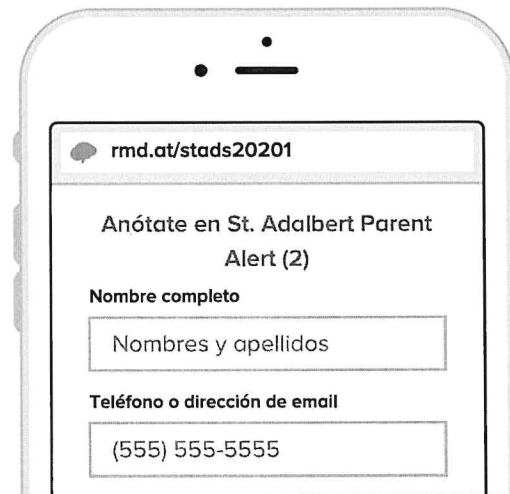 rmd.at/stads20201
Anótate en St. Adalbert Parent
Alert (2)
Nombre completo
Nombres y apellidos
Teléfono o dirección de email
(555) 555-5555